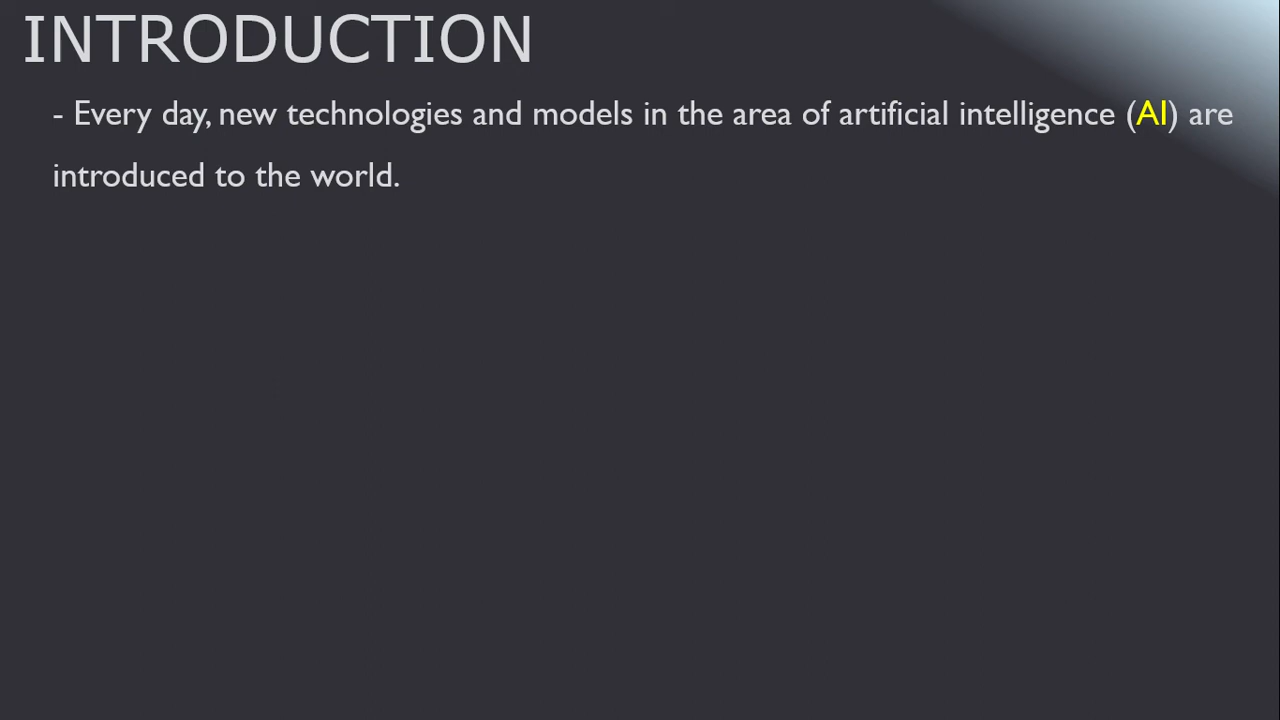 INTRODUCTION
- Every day, new technologies and models in the area of artificial intelligence (AI) are
introduced to the world.